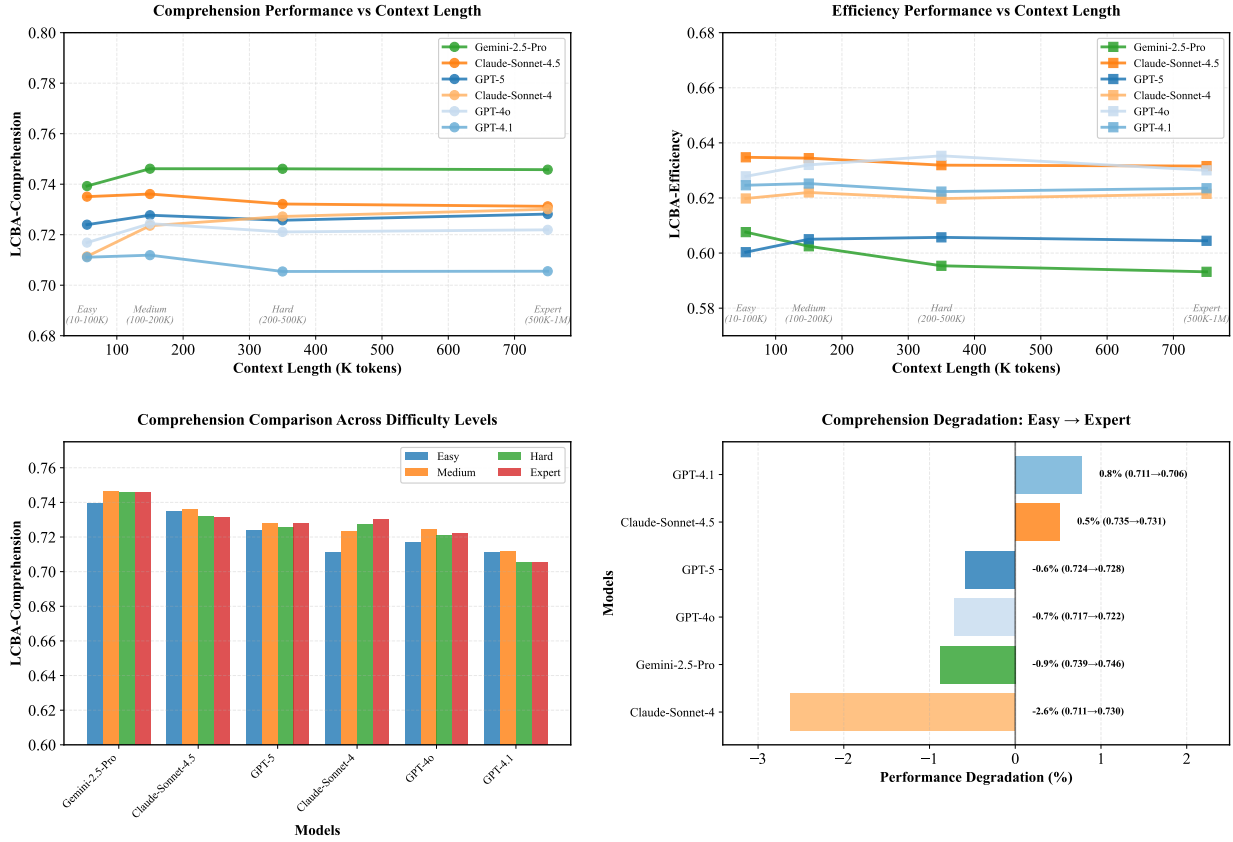 Comprehension Performance vs Context Length
LCBA-Comprehension
0.80
0.78
0.76
0.74
0.72
0.70
0.68
Gemini-2.5-Pro
Claude-Sonnet-4.5
GPT-5
Claude-Sonnet-4
GPT-4o
GPT-4.1
Easy
(10-100K)
Medium
(100-200K)
Hard
(200-500K)
Expert
(500K-1M)
100 200 300 400 500 600 700
Context Length (K tokens)
Efficiency Performance vs Context Length
LCBA-Efficiency
0.68
0.66
0.64
0.62
0.60
0.58
Gemini-2.5-Pro
Claude-Sonnet-4.5
GPT-5
Claude-Sonnet-4
GPT-4o
GPT-4.1
Easy
(10-100K)
Medium
(100-200K)
Hard
(200-500K)
Expert
(500K-1M)
100 200 300 400 500 600 700
Context Length (K tokens)
Comprehension Comparison Across Difficulty Levels
LCBA-Comprehension
0.76
0.74
0.72
0.70
0.68
0.66
0.64
0.62
0.60
Easy Hard
Medium Expert
Gemini-2.5-Pro
Claude-Sonnet-4.5
GPT-5
Claude-Sonnet-4
GPT-4o
GPT-4.1
Models
Comprehension Degradation: Easy → Expert
Models
GPT-4.1 0.8% (0.711→0.706)
Claude-Sonnet-4.5 0.5% (0.735→0.731)
GPT-5 -0.6% (0.724→0.728)
GPT-4o -0.7% (0.717→0.722)
Gemini-2.5-Pro -0.9% (0.739→0.746)
Claude-Sonnet-4 -2.6% (0.711→0.730)
−3 −2 −1 0 1 2
Performance Degradation (%)